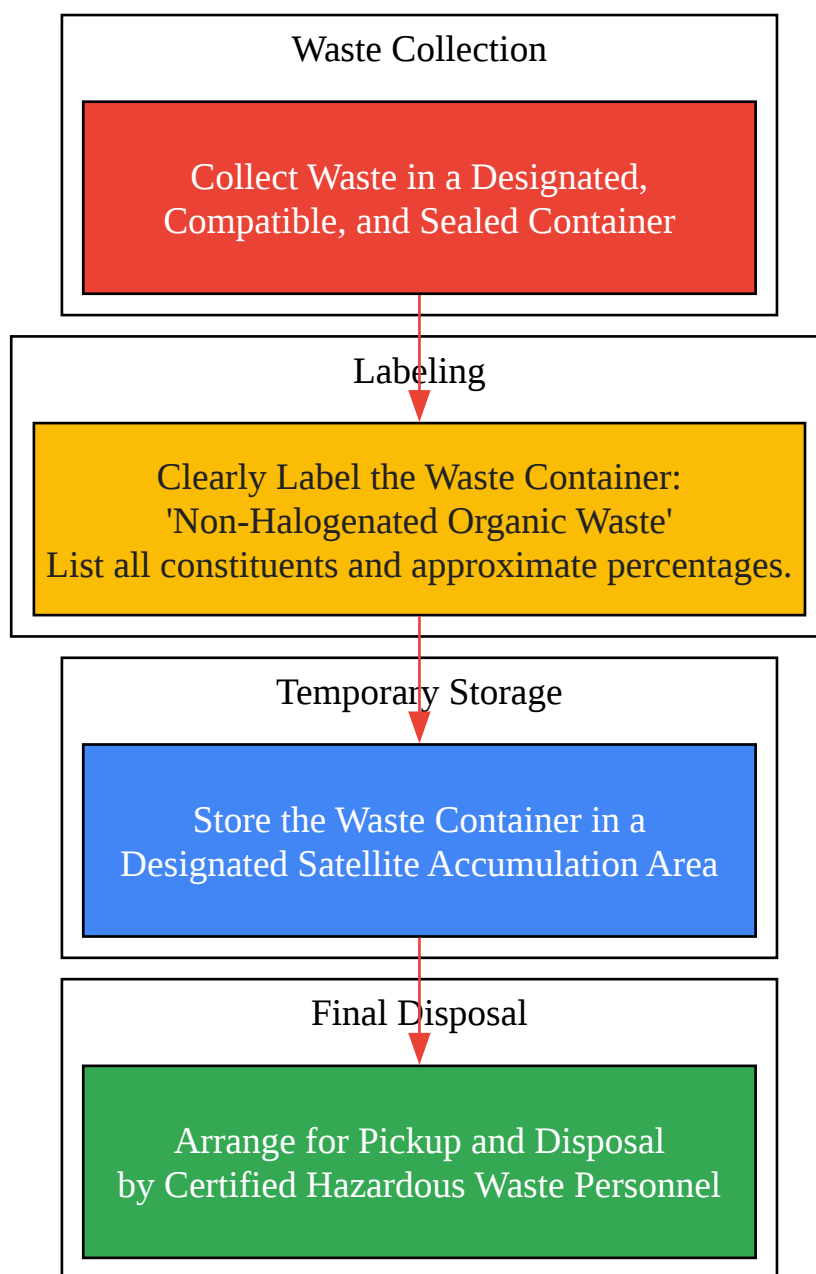 Waste Collection
Collect Waste in a Designated,
Compatible, and Sealed Container
Labeling
Clearly Label the Waste Container:
'Non-Halogenated Organic Waste'
List all constituents and approximate percentages.
Temporary Storage
Store the Waste Container in a
Designated Satellite Accumulation Area
Final Disposal
Arrange for Pickup and Disposal
by Certified Hazardous Waste Personnel